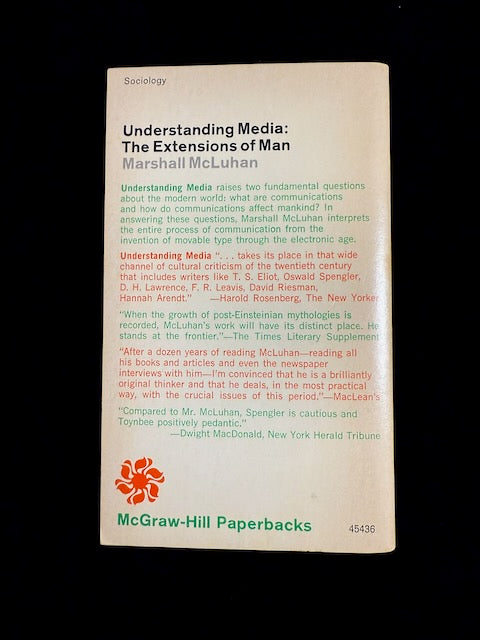 Sociology
Understanding Media:
The Extensions of Man
Marshall McLuhan
Understanding Media raises two fundamental questions
about the modern world: what are communications
and how do communications affect mankind? In
answering these questions, Marshall McLuhan interprets
the entire process of communication from the
invention of movable type through the electronic age.
Understanding Media “. . . takes its place in that wide
channel of cultural criticism of the twentieth century
that includes writers like T. S. Eliot, Oswald Spengler,
D. H. Lawrence, F. R. Leavis, David Riesman,
Hannah Arendt.” —Harold Rosenberg, The New Yorker
“When the growth of post-Einsteinian mythologies is
recorded, McLuhan's work will have its distinct place. He
stands at the frontier.”—The Times Literary Supplement
“After a dozen years of reading McLuhan—reading all
his books and articles and even the newspaper
interviews with him—I'm convinced that he is a brilliantly
original thinker and that he deals, in the most practical
way, with the crucial issues of this period.”—MacLean's
“Compared to Mr. McLuhan, Spengler is cautious and
Toynbee positively pedantic.”
—Dwight MacDonald, New York Herald Tribune
McGraw-Hill Paperbacks
45436